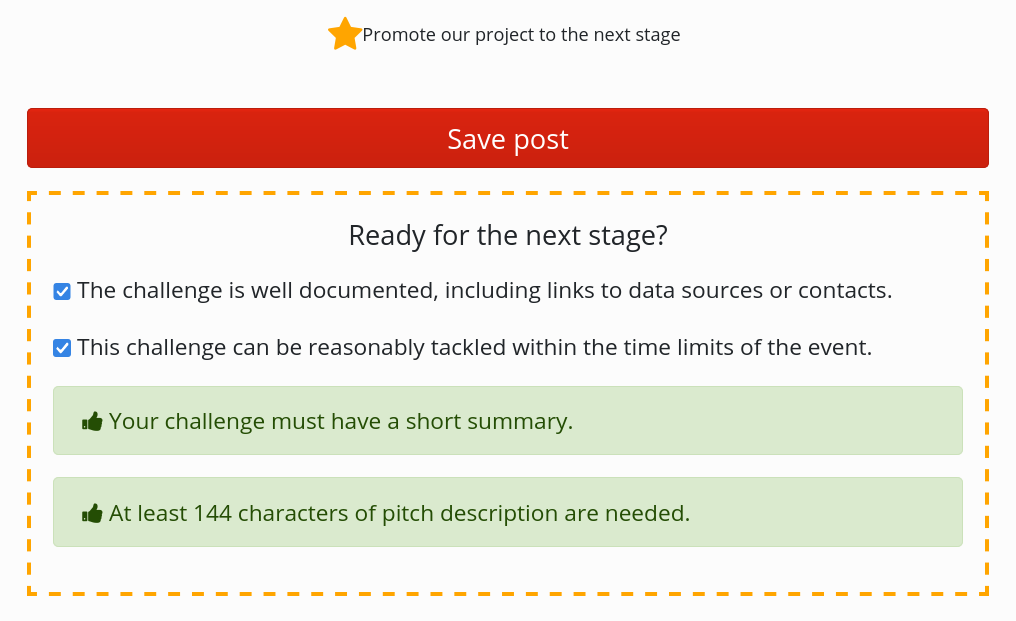 Promote our project to the next stage
Save post
Ready for the next stage?
The challenge is well documented, including links to data sources or contacts.
This challenge can be reasonably tackled within the time limits of the event.
Your challenge must have a short summary.
At least 144 characters of pitch description are needed.